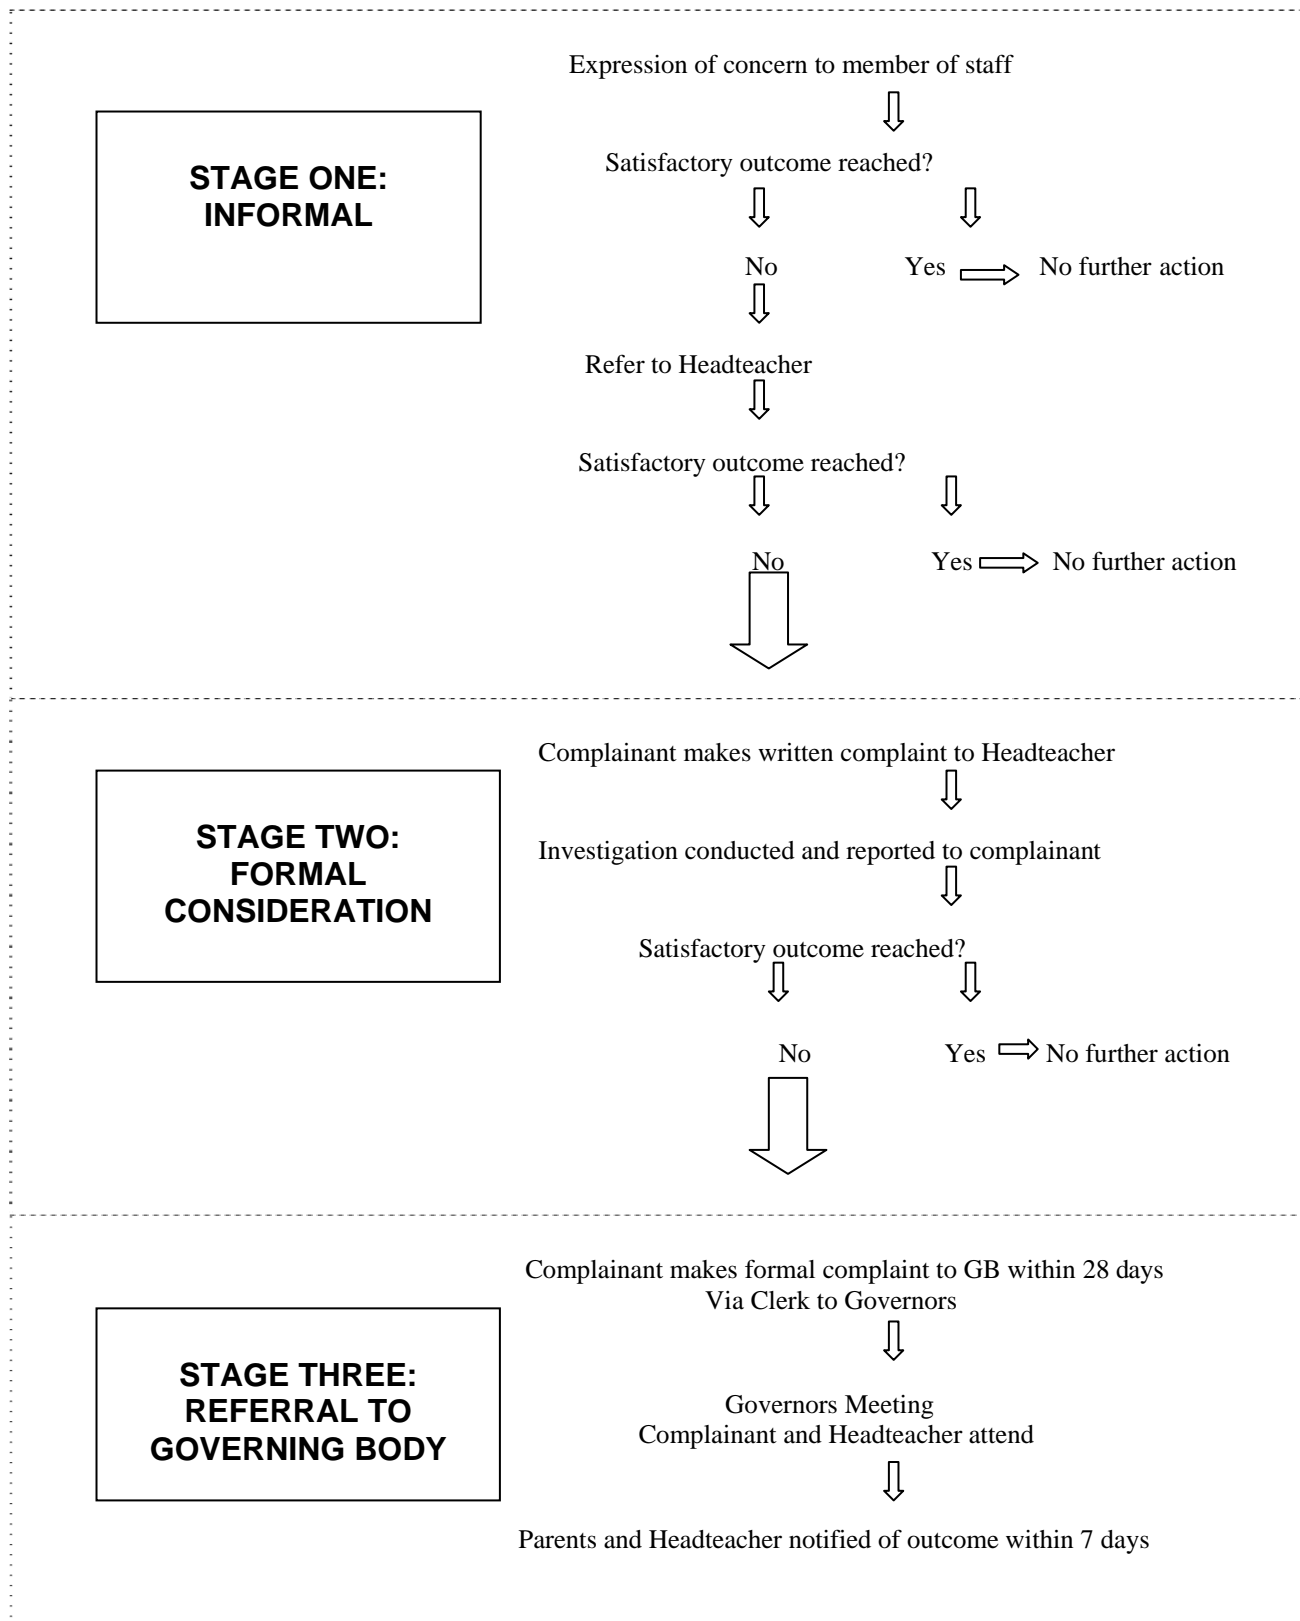 Expression of concern to member of staff
STAGE ONE:
INFORMAL
Satisfactory outcome reached?
No
Yes
No further action
Refer to Headteacher
Satisfactory outcome reached?
No
Yes
No further action
Complainant makes written complaint to Headteacher
STAGE TWO:
FORMAL
CONSIDERATION
Investigation conducted and reported to complainant
Satisfactory outcome reached?
No
Yes
No further action
Complainant makes formal complaint to GB within 28 days
Via Clerk to Governors
STAGE THREE:
REFERRAL TO
GOVERNING BODY
Governors Meeting
Complainant and Headteacher attend
Parents and Headteacher notified of outcome within 7 days